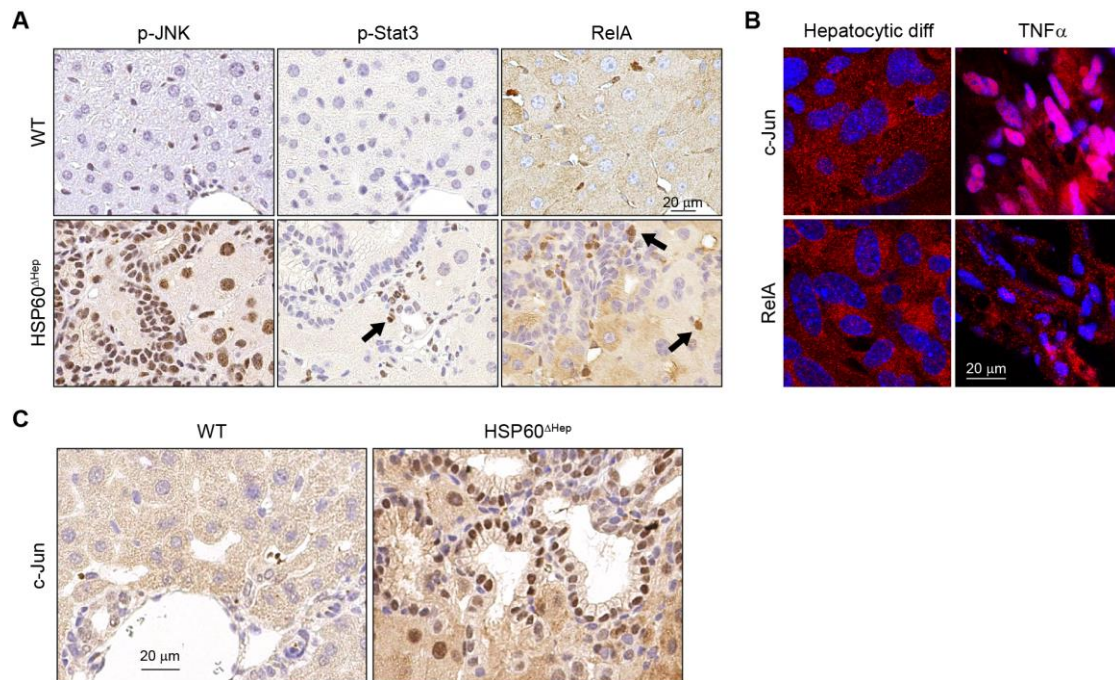 A
p-JNK
p-Stat3
RelA
WT
20 μm
HSP60ΔHep
B
Hepatocytic diff
TNFα
c-Jun
RelA
20 μm
C
WT
HSP60ΔHep
c-Jun
20 μm